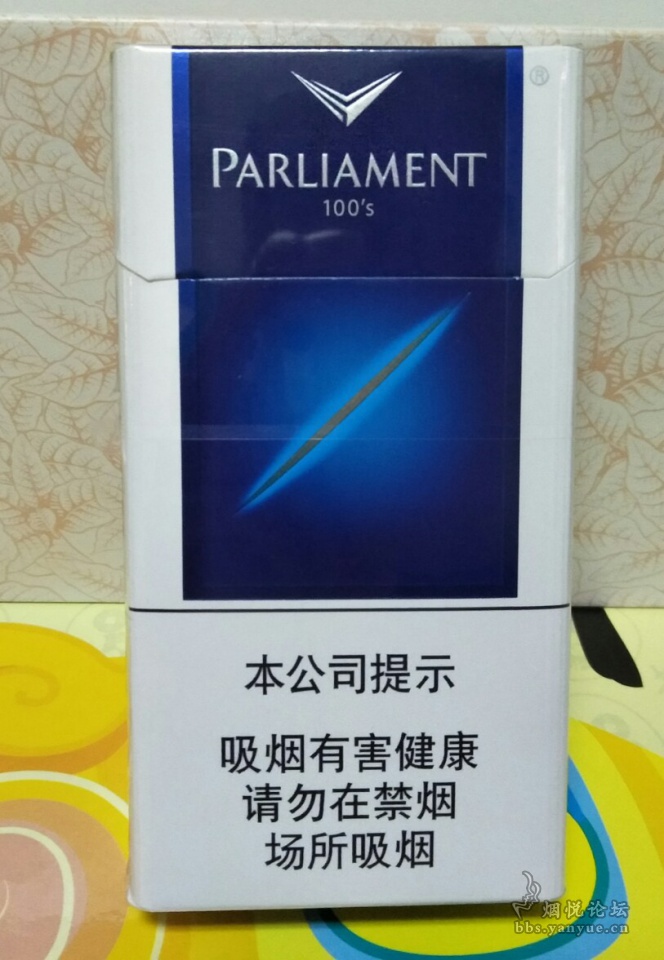 ®
PARLIAMENT
100's
本公司提示
吸烟有害健康
请勿在禁烟
场所吸烟
烟悦论坛
bbs.yanyue.cn